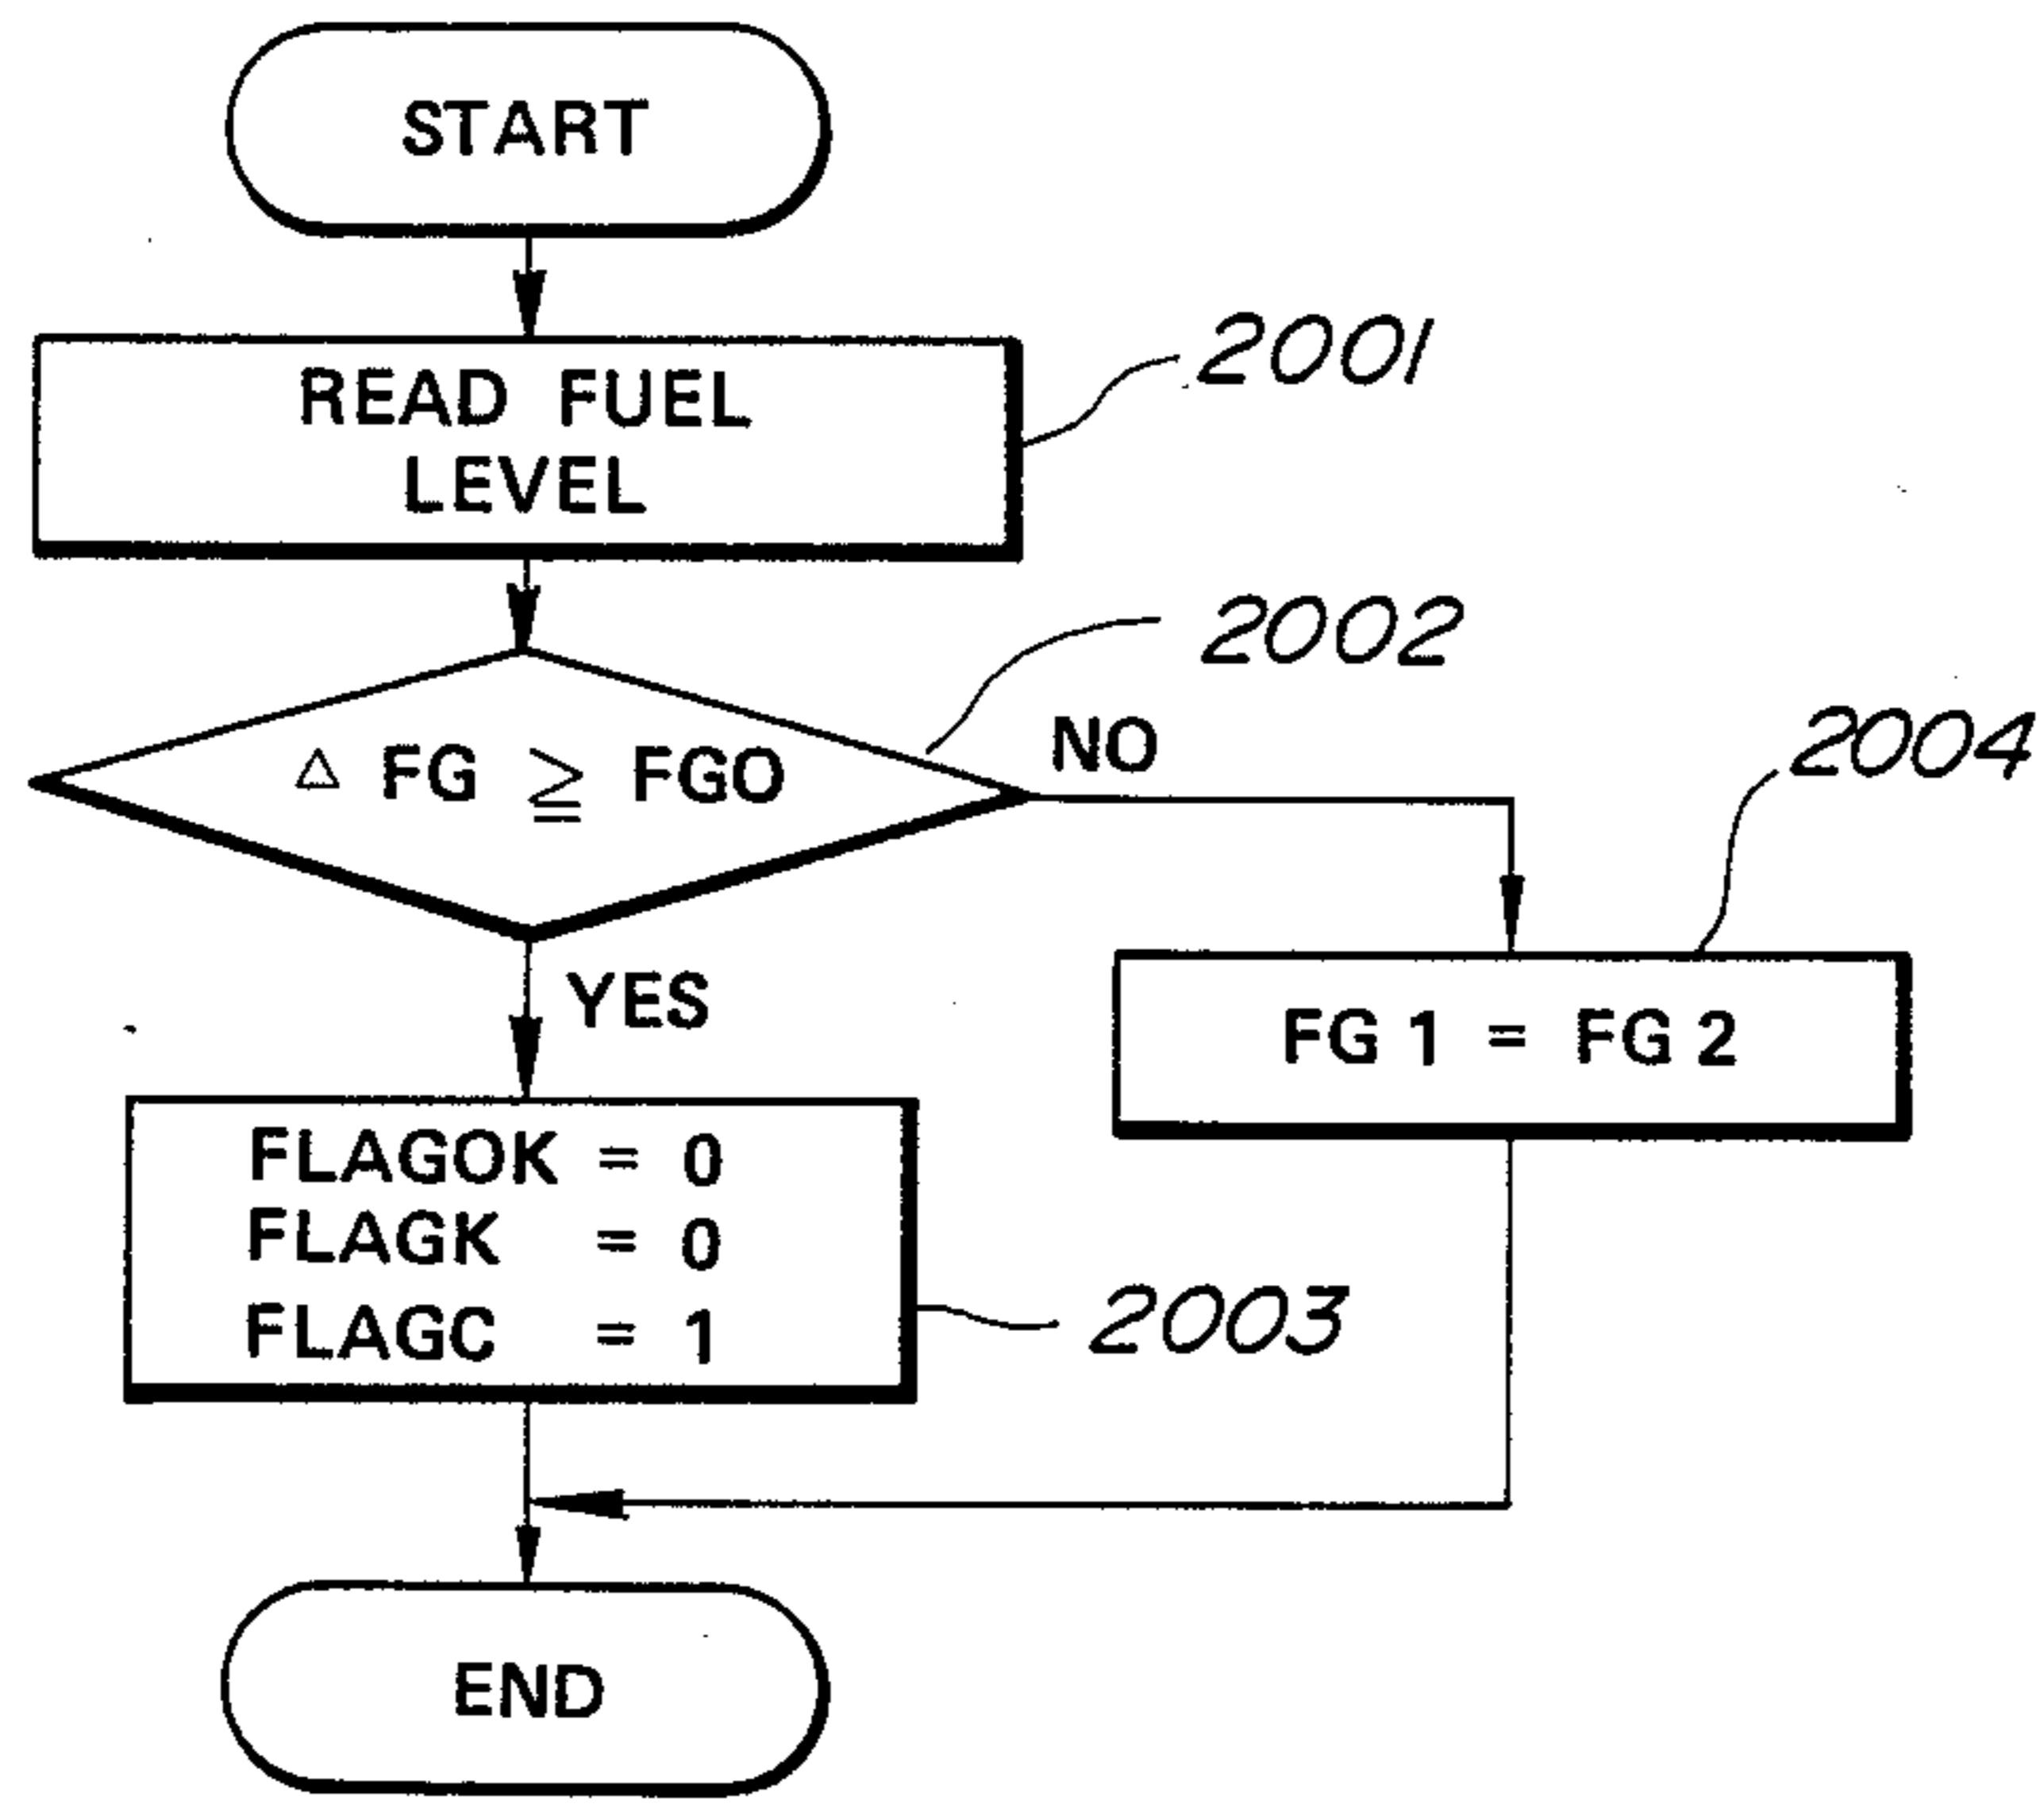 START
READ FUEL
LEVEL
2001
△ FG ≧ FGO
2002
NO
2004
YES
FG 1 = FG 2
FLAGOK = 0
FLAGK = 0
FLAGC = 1
2003
END